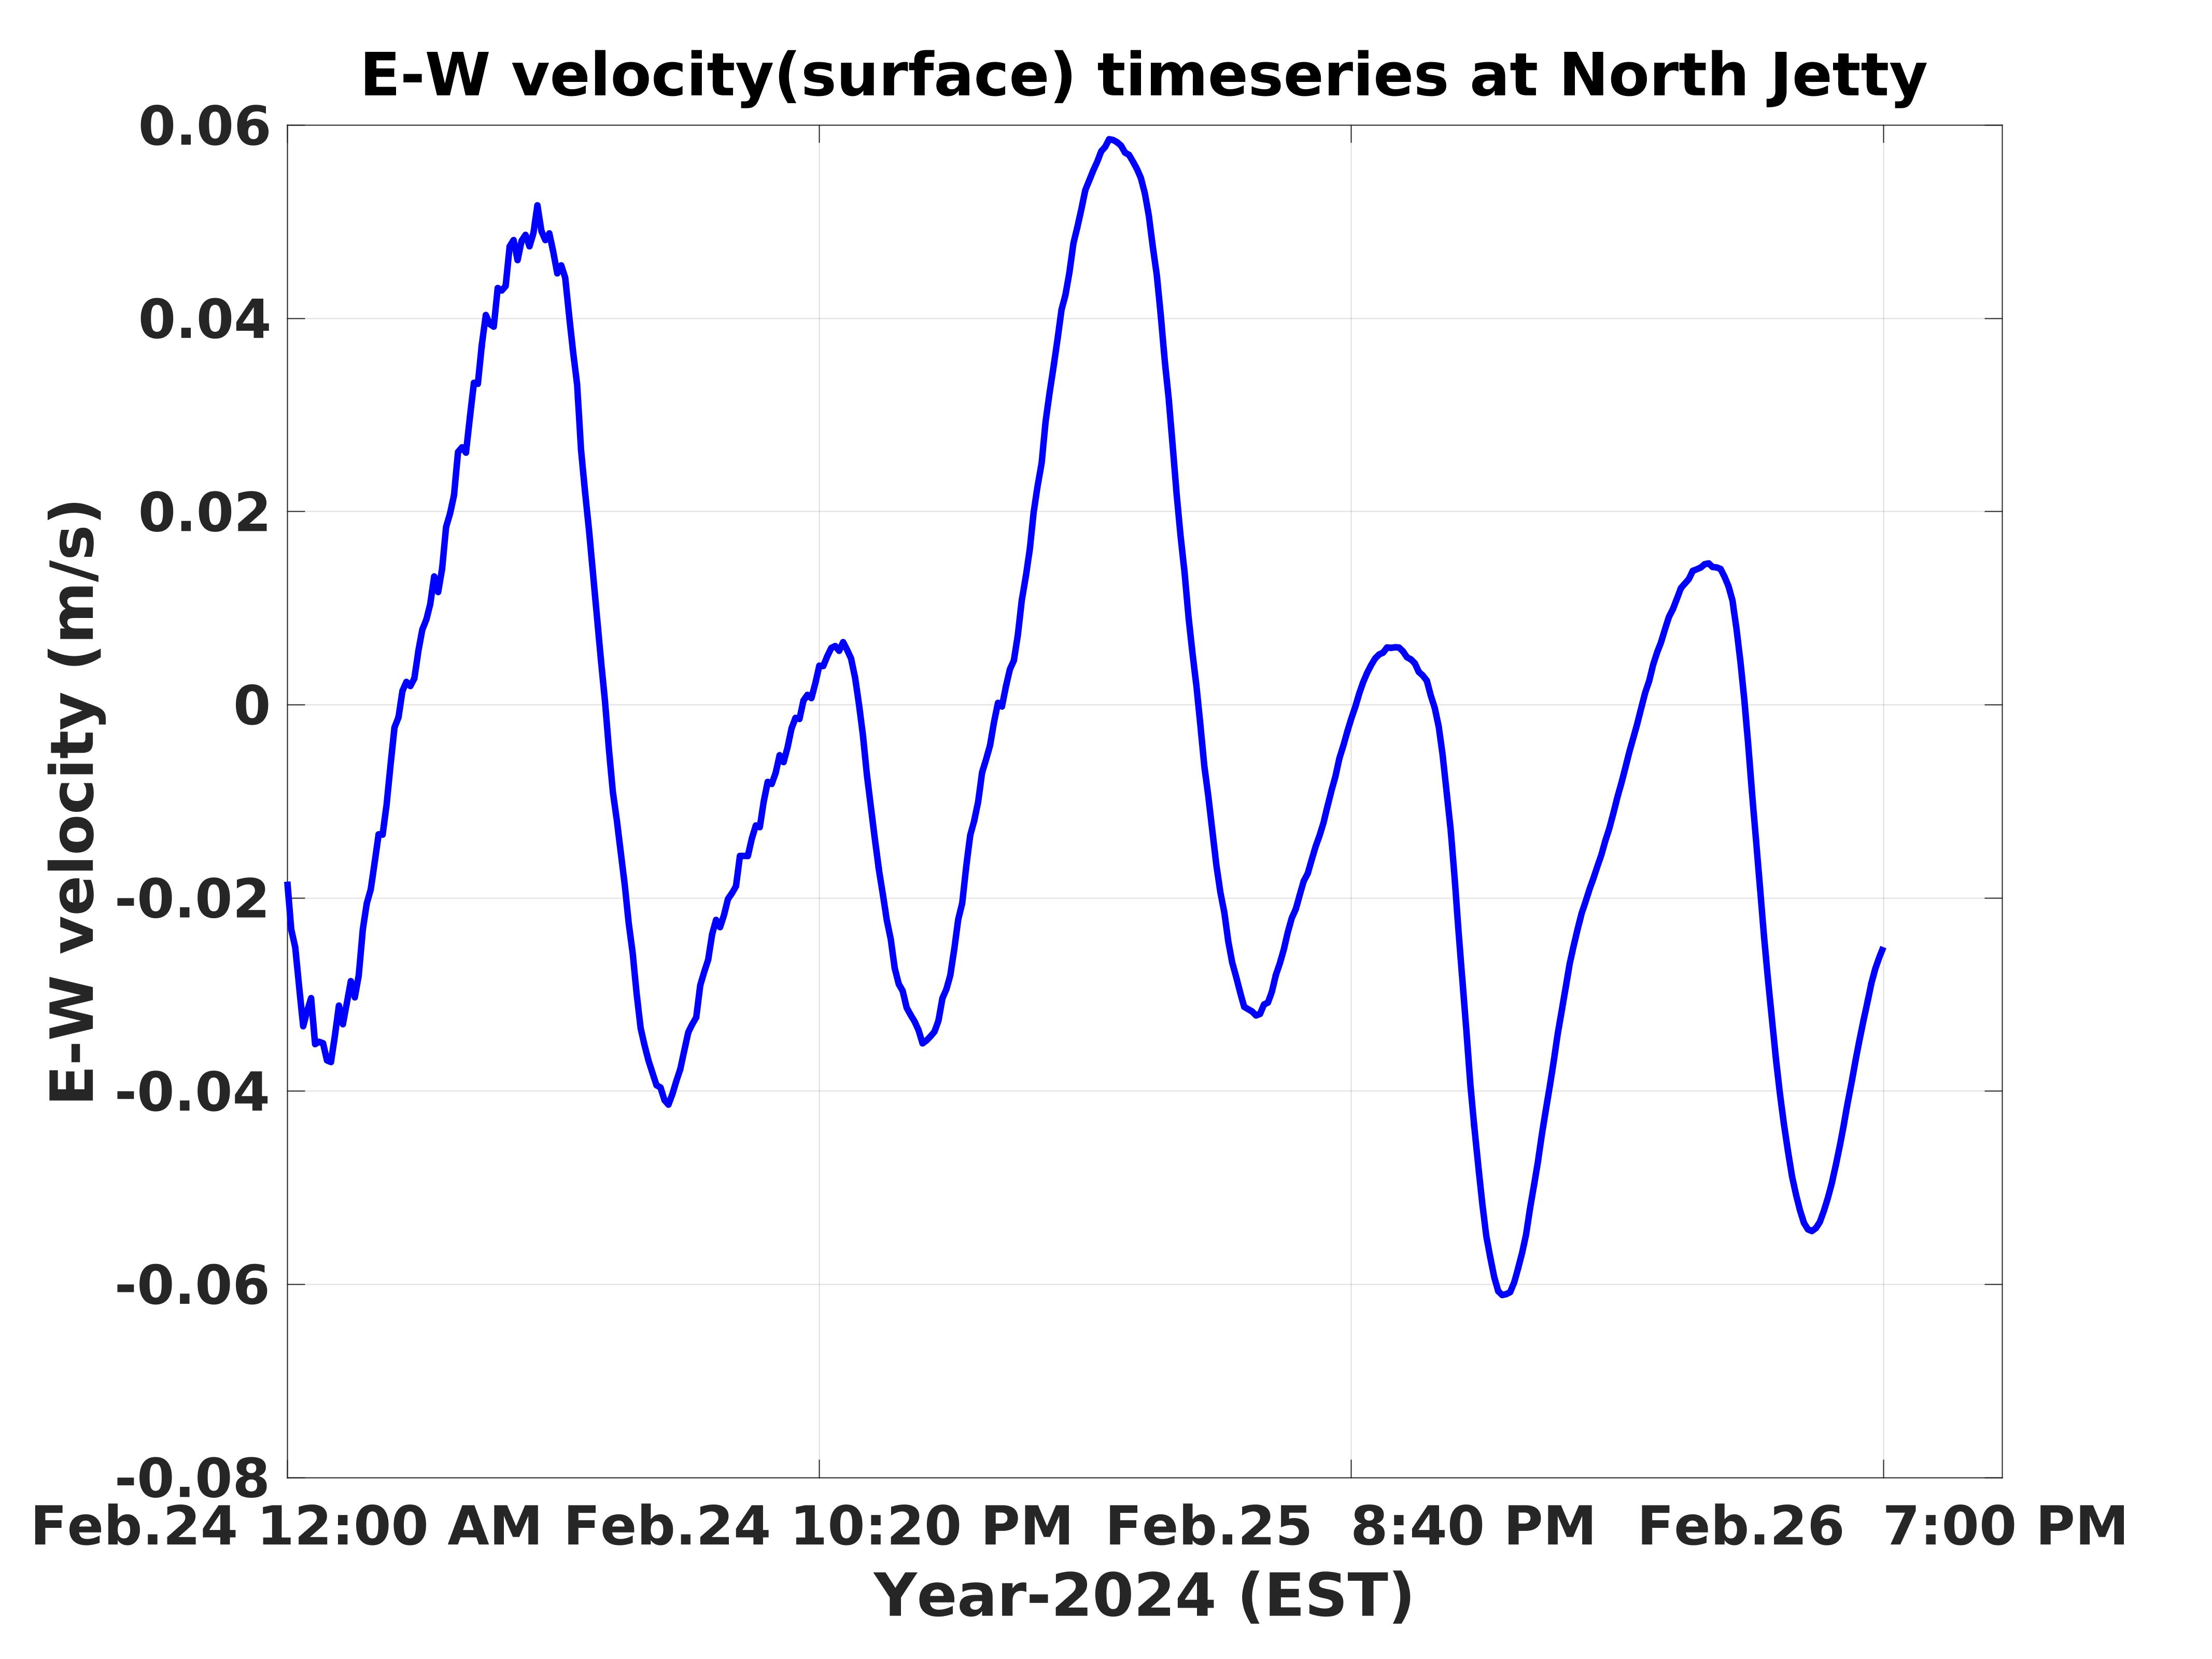 E-W velocity(surface) timeseries at North Jetty
0.06
0.04
0.02
0
-0.02
-0.04
-0.06
-0.08
E-W velocity (m/s)
Feb.24 12:00 AM Feb.24 10:20 PM Feb.25 8:40 PM Feb.26 7:00 PM
Year-2024 (EST)